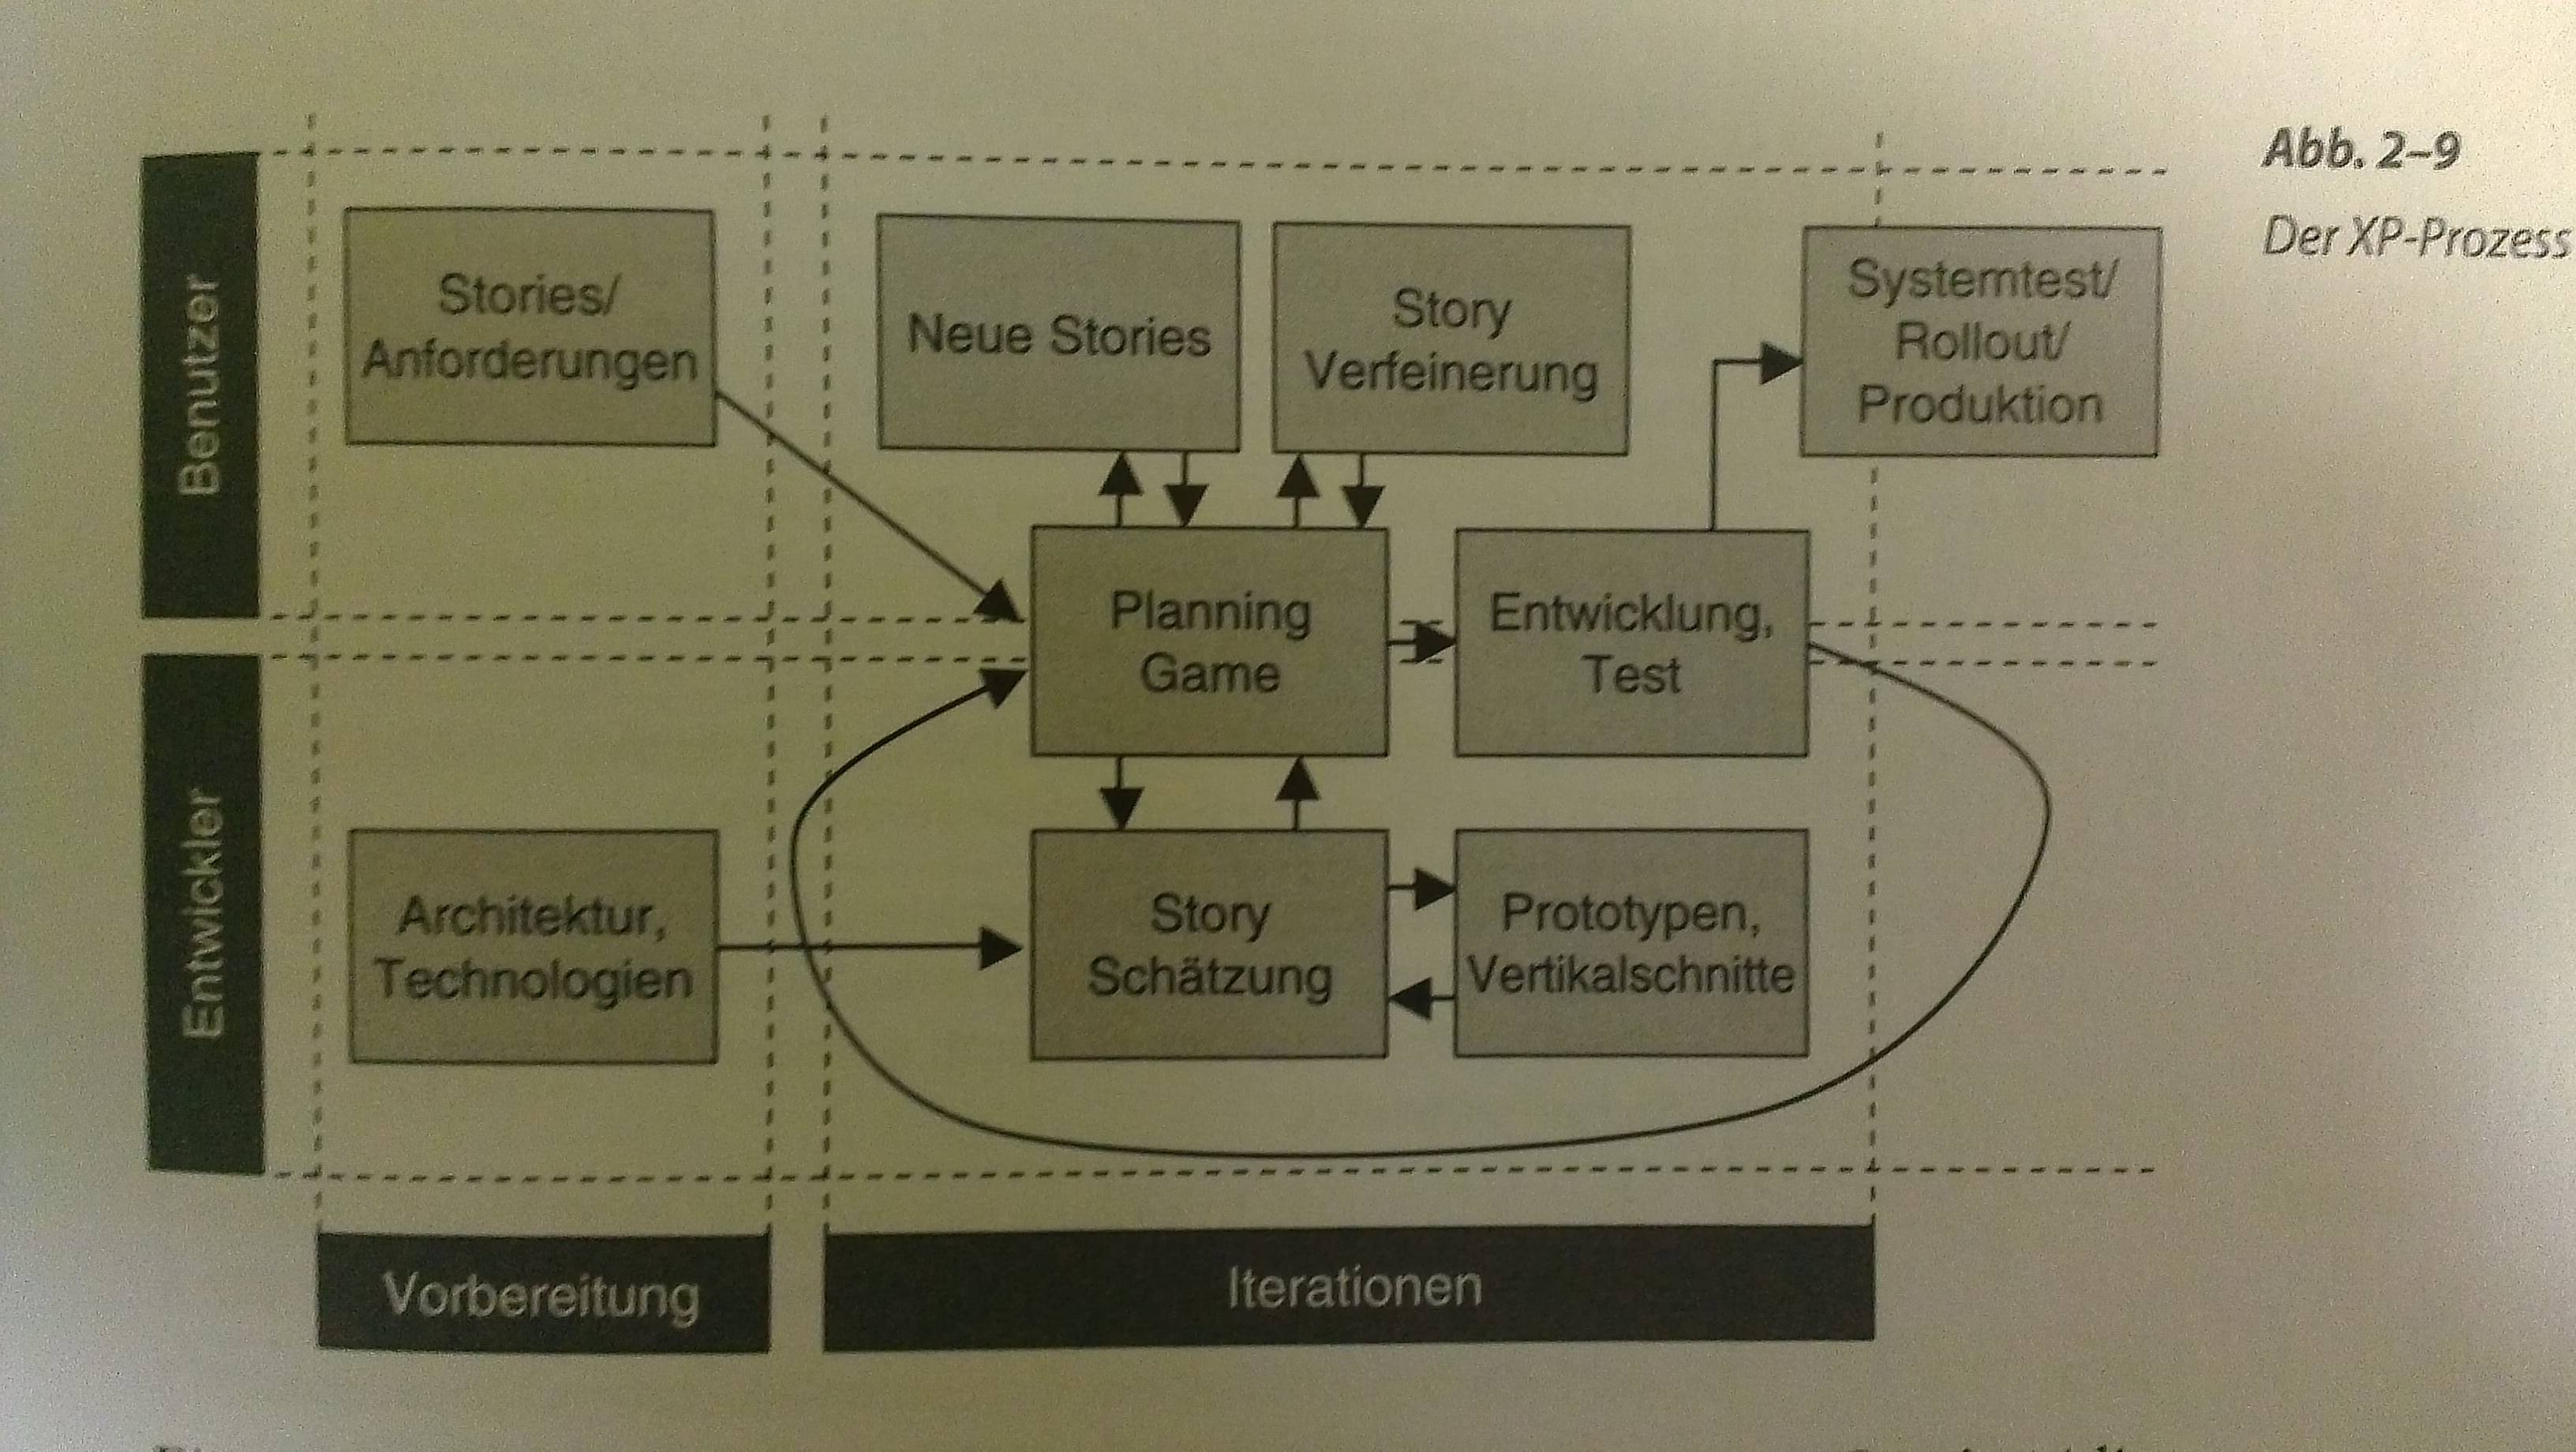 Abb. 2–9
Der XP-Prozess
Benutzer
Stories/
Anforderungen
Neue Stories
Story
Verfeinerung
Systemtest/
Rollout/
Produktion
Planning
Game
Entwicklung,
Test
Entwickler
Architektur,
Technologien
Story
Schätzung
Prototypen,
Vertikalschnitte
Vorbereitung
Iterationen